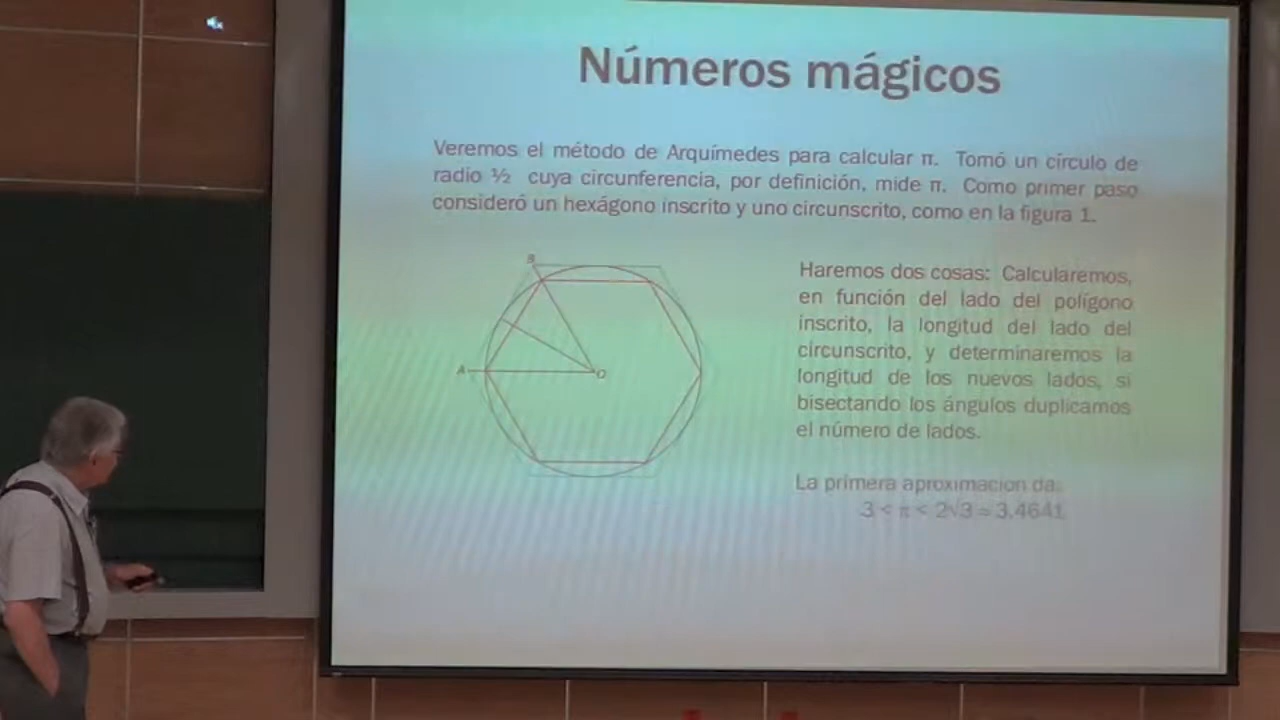 Números mágicos
Veremos el método de Arquímedes para calcular π. Tomó un círculo de
radio ½ cuya circunferencia, por definición, mide π. Como primer paso
consideró un hexágono inscrito y uno circunscrito, como en la figura 1.
B
A
O
Haremos dos cosas: Calcularemos,
en función del lado del polígono
inscrito, la longitud del lado del
circunscrito, y determinaremos la
longitud de los nuevos lados, si
bisectando los ángulos duplicamos
el número de lados.
La primera aproximación da:
3 < π < 2√3 ≈ 3.4641